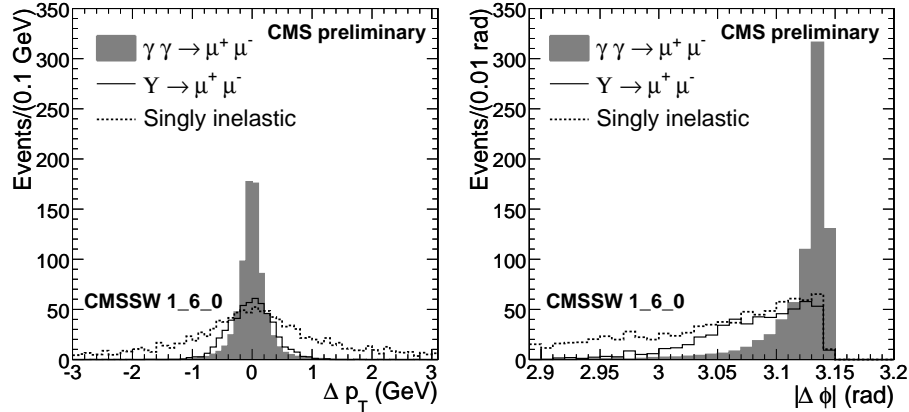 Events/(0.1 GeV)
350
300
250
200
150
100
50
0
CMS preliminary
γ γ → μ⁺ μ⁻
ϒ → μ⁺ μ⁻
Singly inelastic
CMSSW 1_6_0
-3 -2 -1 0 1 2 3
Δ p_T (GeV)
Events/(0.01 rad)
350
300
250
200
150
100
50
0
CMS preliminary
γ γ → μ⁺ μ⁻
ϒ → μ⁺ μ⁻
Singly inelastic
CMSSW 1_6_0
2.9 2.95 3 3.05 3.1 3.15 3.2
|Δ ϕ| (rad)